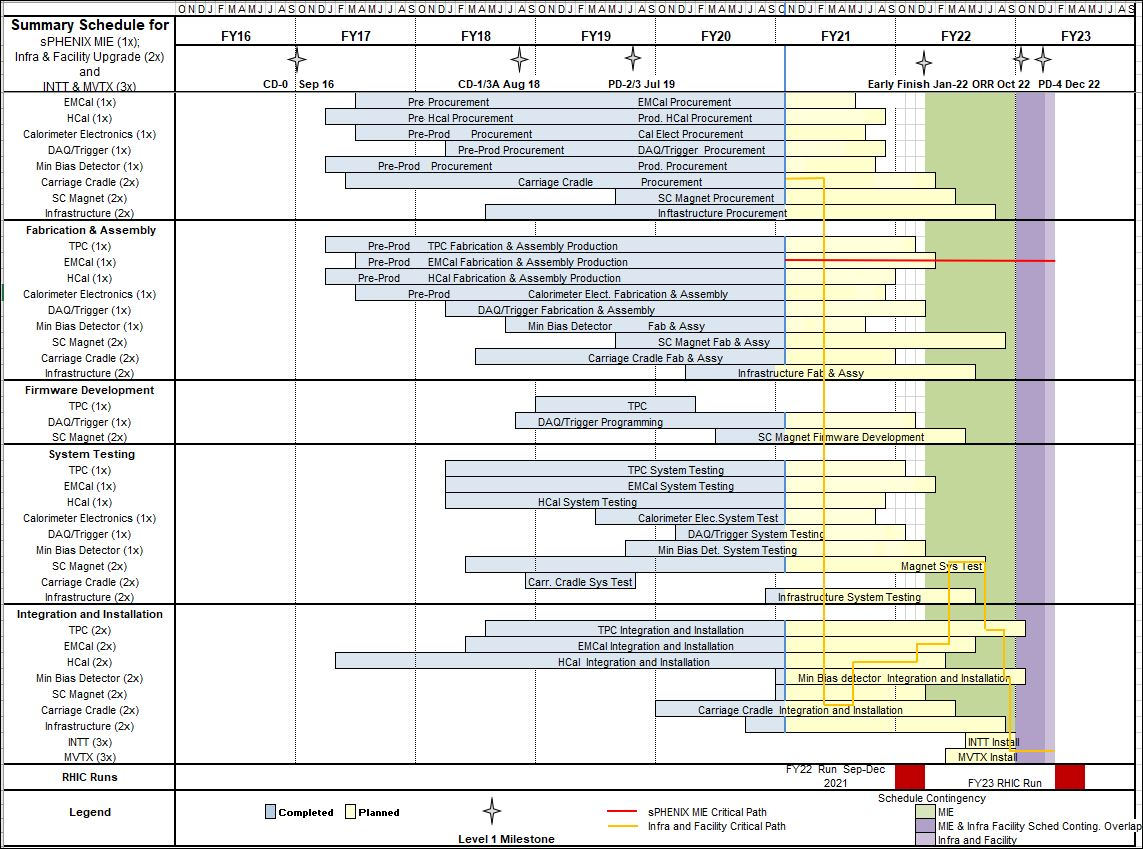 O N D J F M A M J J A S O N D J F M A M J J A S O N D J F M A M J J A S O N D J F M A M J J A S O N D J F M A M J J A S O N D J F M A M J J A S O N D J F M A M J J A S O N D J F M A M J J A S
Summary Schedule for
sPHENIX MIE (1x);
Infra & Facility Upgrade (2x)
and
INTT & MVTX (3x)
FY16 FY17 FY18 FY19 FY20 FY21 FY22 FY23
CD-0 Sep 16 CD-1/3A Aug 18 PD-2/3 Jul 19 Early Finish Jan-22 ORR Oct 22 PD-4 Dec 22
EMCal (1x) Pre Procurement EMCal Procurement
HCal (1x) Pre Hcal Procurement Prod. HCal Procurement
Calorimeter Electronics (1x) Pre-Prod Procurement Cal Elect Procurement
DAQ/Trigger (1x) Pre-Prod Procurement DAQ/Trigger Procurement
Min Bias Detector (1x) Pre-Prod Procurement Prod. Procurement
Carriage Cradle (2x) Carriage Cradle Procurement
SC Magnet (2x) SC Magnet Procurement
Infrastructure (2x) Inftastructure Procurement
Fabrication & Assembly
TPC (1x) Pre-Prod TPC Fabrication & Assembly Production
EMCal (1x) Pre-Prod EMCal Fabrication & Assembly Production
HCal (1x) Pre-Prod HCal Fabrication & Assembly Production
Calorimeter Electronics (1x) Pre-Prod Calorimeter Elect. Fabrication & Assembly
DAQ/Trigger (1x) DAQ/Trigger Fabrication & Assembly
Min Bias Detector (1x) Min Bias Detector Fab & Assy
SC Magnet (2x) SC Magnet Fab & Assy
Carriage Cradle (2x) Carriage Cradle Fab & Assy
Infrastructure (2x) Infrastructure Fab & Assy
Firmware Development
TPC (1x) TPC
DAQ/Trigger (1x) DAQ/Trigger Programming
SC Magnet (2x) SC Magnet Firmware Development
System Testing
TPC (1x) TPC System Testing
EMCal (1x) EMCal System Testing
HCal (1x) HCal System Testing
Calorimeter Electronics (1x) Calorimeter Elec.System Test
DAQ/Trigger (1x) DAQ/Trigger System Testing
Min Bias Detector (1x) Min Bias Det. System Testing
SC Magnet (2x) Magnet Sys Test
Carriage Cradle (2x) Carr. Cradle Sys Test
Infrastructure (2x) Infrastructure System Testing
Integration and Installation
TPC (2x) TPC Integration and Installation
EMCal (2x) EMCal Integration and Installation
HCal (2x) HCal Integration and Installation
Min Bias Detector (2x) Min Bias detector Integration and Installation
SC Magnet (2x)
Carriage Cradle (2x) Carriage Cradle Integration and Installation
Infrastructure (2x)
INTT (3x) INTT Install
MVTX (3x) MVTX Install
RHIC Runs FY22 Run Sep-Dec
2021 FY23 RHIC Run
Schedule Contingency
Legend Completed Planned sPHENIX MIE Critical Path MIE
Infra and Facility Critical Path MIE & Infra Facility Sched Conting. Overlap
Level 1 Milestone Infra and Facility